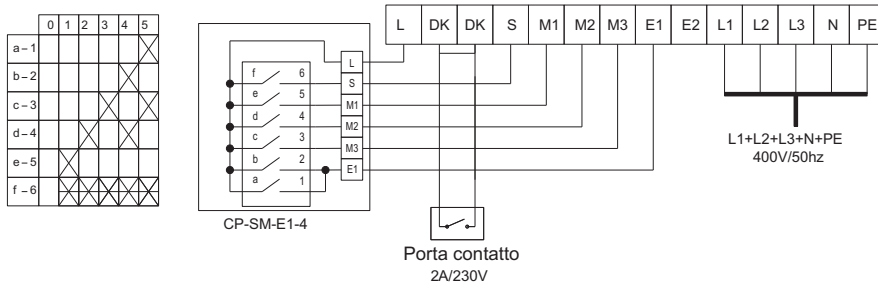 0 1 2 3 4 5
a - 1
b - 2
c - 3
d - 4
e - 5
f - 6
L
S
M1
M2
M3
E1
f 6
e 5
d 4
c 3
b 2
a 1
CP-SM-E1-4
L DK DK S M1 M2 M3 E1 E2 L1 L2 L3 N PE
L1+L2+L3+N+PE
400V/50hz
Porta contatto
2A/230V